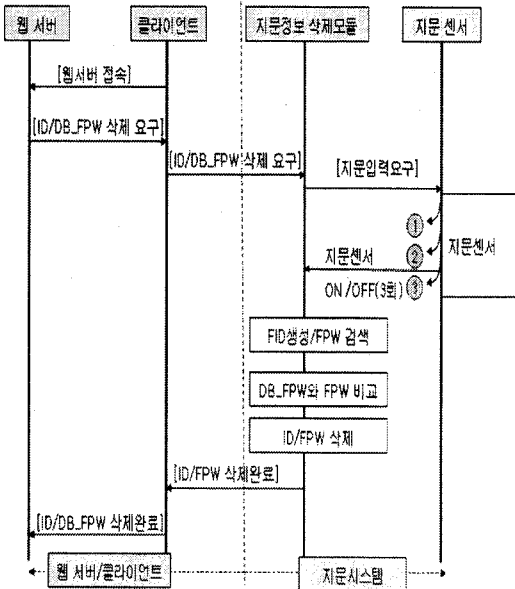 웹 서버
클라이언트
지문정보 삭제모듈
지문 센서
[웹서버 접속]
[ID/DB_FPW 삭제 요구]
[ID/DB_FPW 삭제 요구]
[지문입력요구]
①
②
③
지문센서
지문센서
ON/OFF(3회)
FID생성/FPW 검색
DB_FPW와 FPW 비교
ID/FPW 삭제
[ID/FPW 삭제완료]
[ID/DB_FPW 삭제완료]
웹 서버/클라이언트
지문시스템